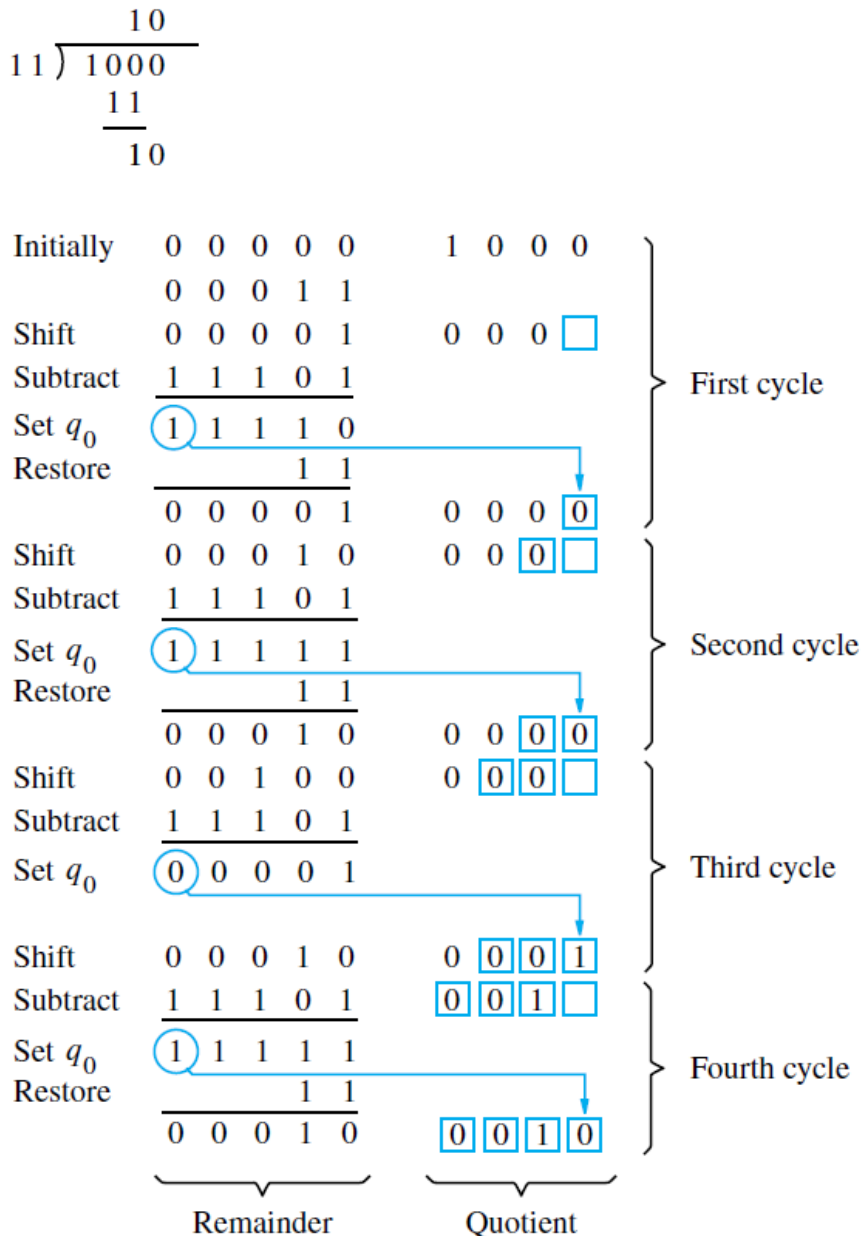 10
11 ) 1000
11
10
Initially 0 0 0 0 0 1 0 0 0
0 0 0 1 1
Shift 0 0 0 0 1 0 0 0
Subtract 1 1 1 0 1
First cycle
Set q0 1 1 1 1 0
Restore 1 1
0 0 0 0 1 0 0 0 0
Shift 0 0 0 1 0 0 0 0
Subtract 1 1 1 0 1
Set q0 1 1 1 1 1
Second cycle
Restore 1 1
0 0 0 1 0 0 0 0 0
Shift 0 0 1 0 0 0 0 0
Subtract 1 1 1 0 1
Set q0 0 0 0 0 1
Third cycle
Shift 0 0 0 1 0 0 0 0 1
Subtract 1 1 1 0 1 0 0 1
Set q0 1 1 1 1 1
Fourth cycle
Restore 1 1
0 0 0 1 0 0 0 1 0
Remainder Quotient